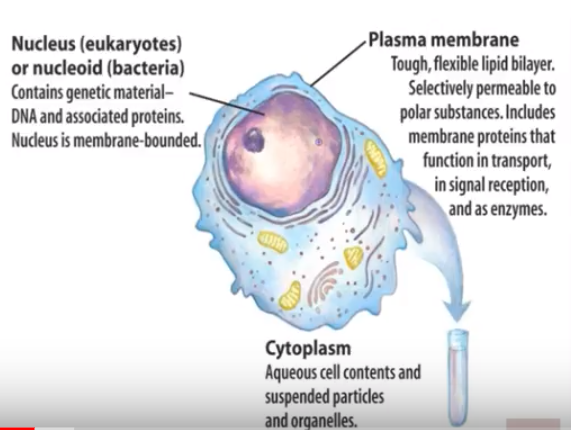 Nucleus (eukaryotes)
or nucleoid (bacteria)
Contains genetic material–
DNA and associated proteins.
Nucleus is membrane-bounded.
Plasma membrane
Tough, flexible lipid bilayer.
Selectively permeable to
polar substances. Includes
membrane proteins that
function in transport,
in signal reception,
and as enzymes.
Cytoplasm
Aqueous cell contents and
suspended particles
and organelles.